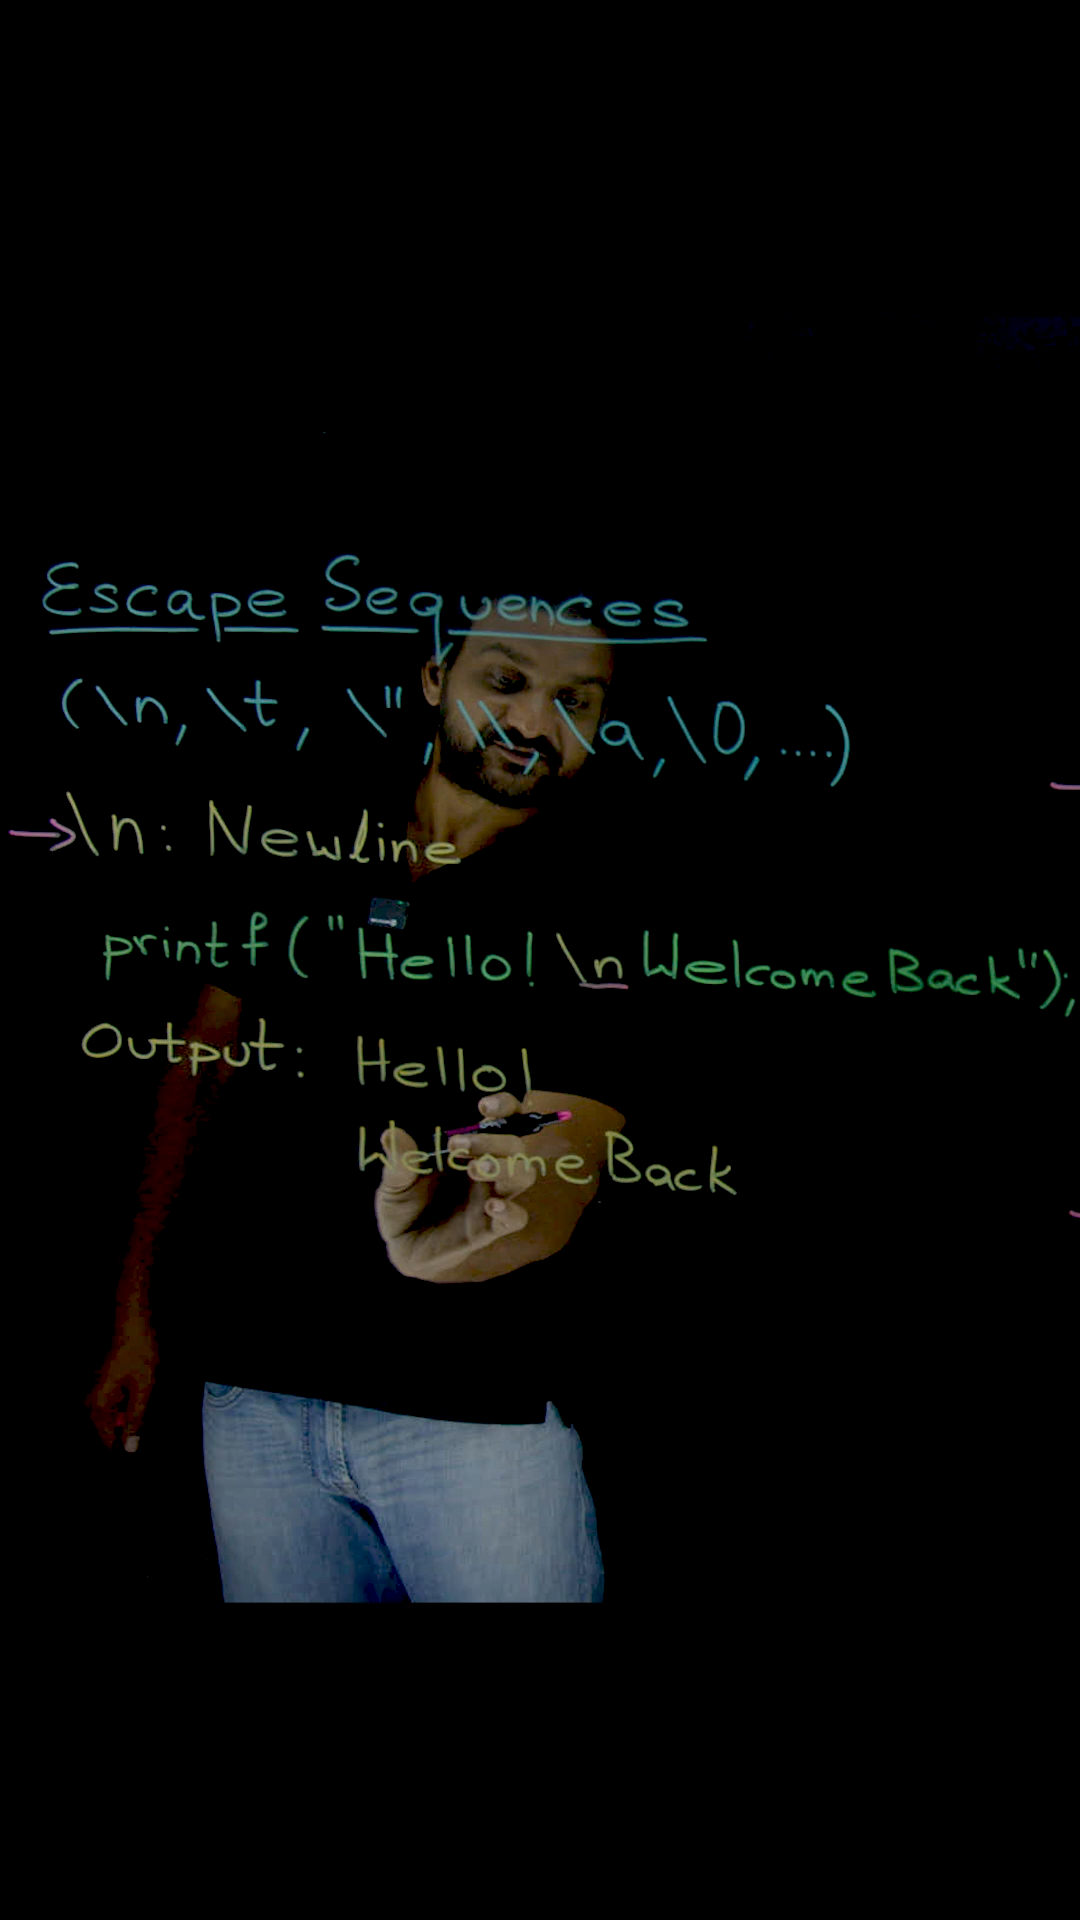 Escape Sequences
(\n, \t, \", \\, \a, \0, ....)
→\n: Newline
printf("Hello! \n Welcome Back");
Output: Hello!
Welcome Back